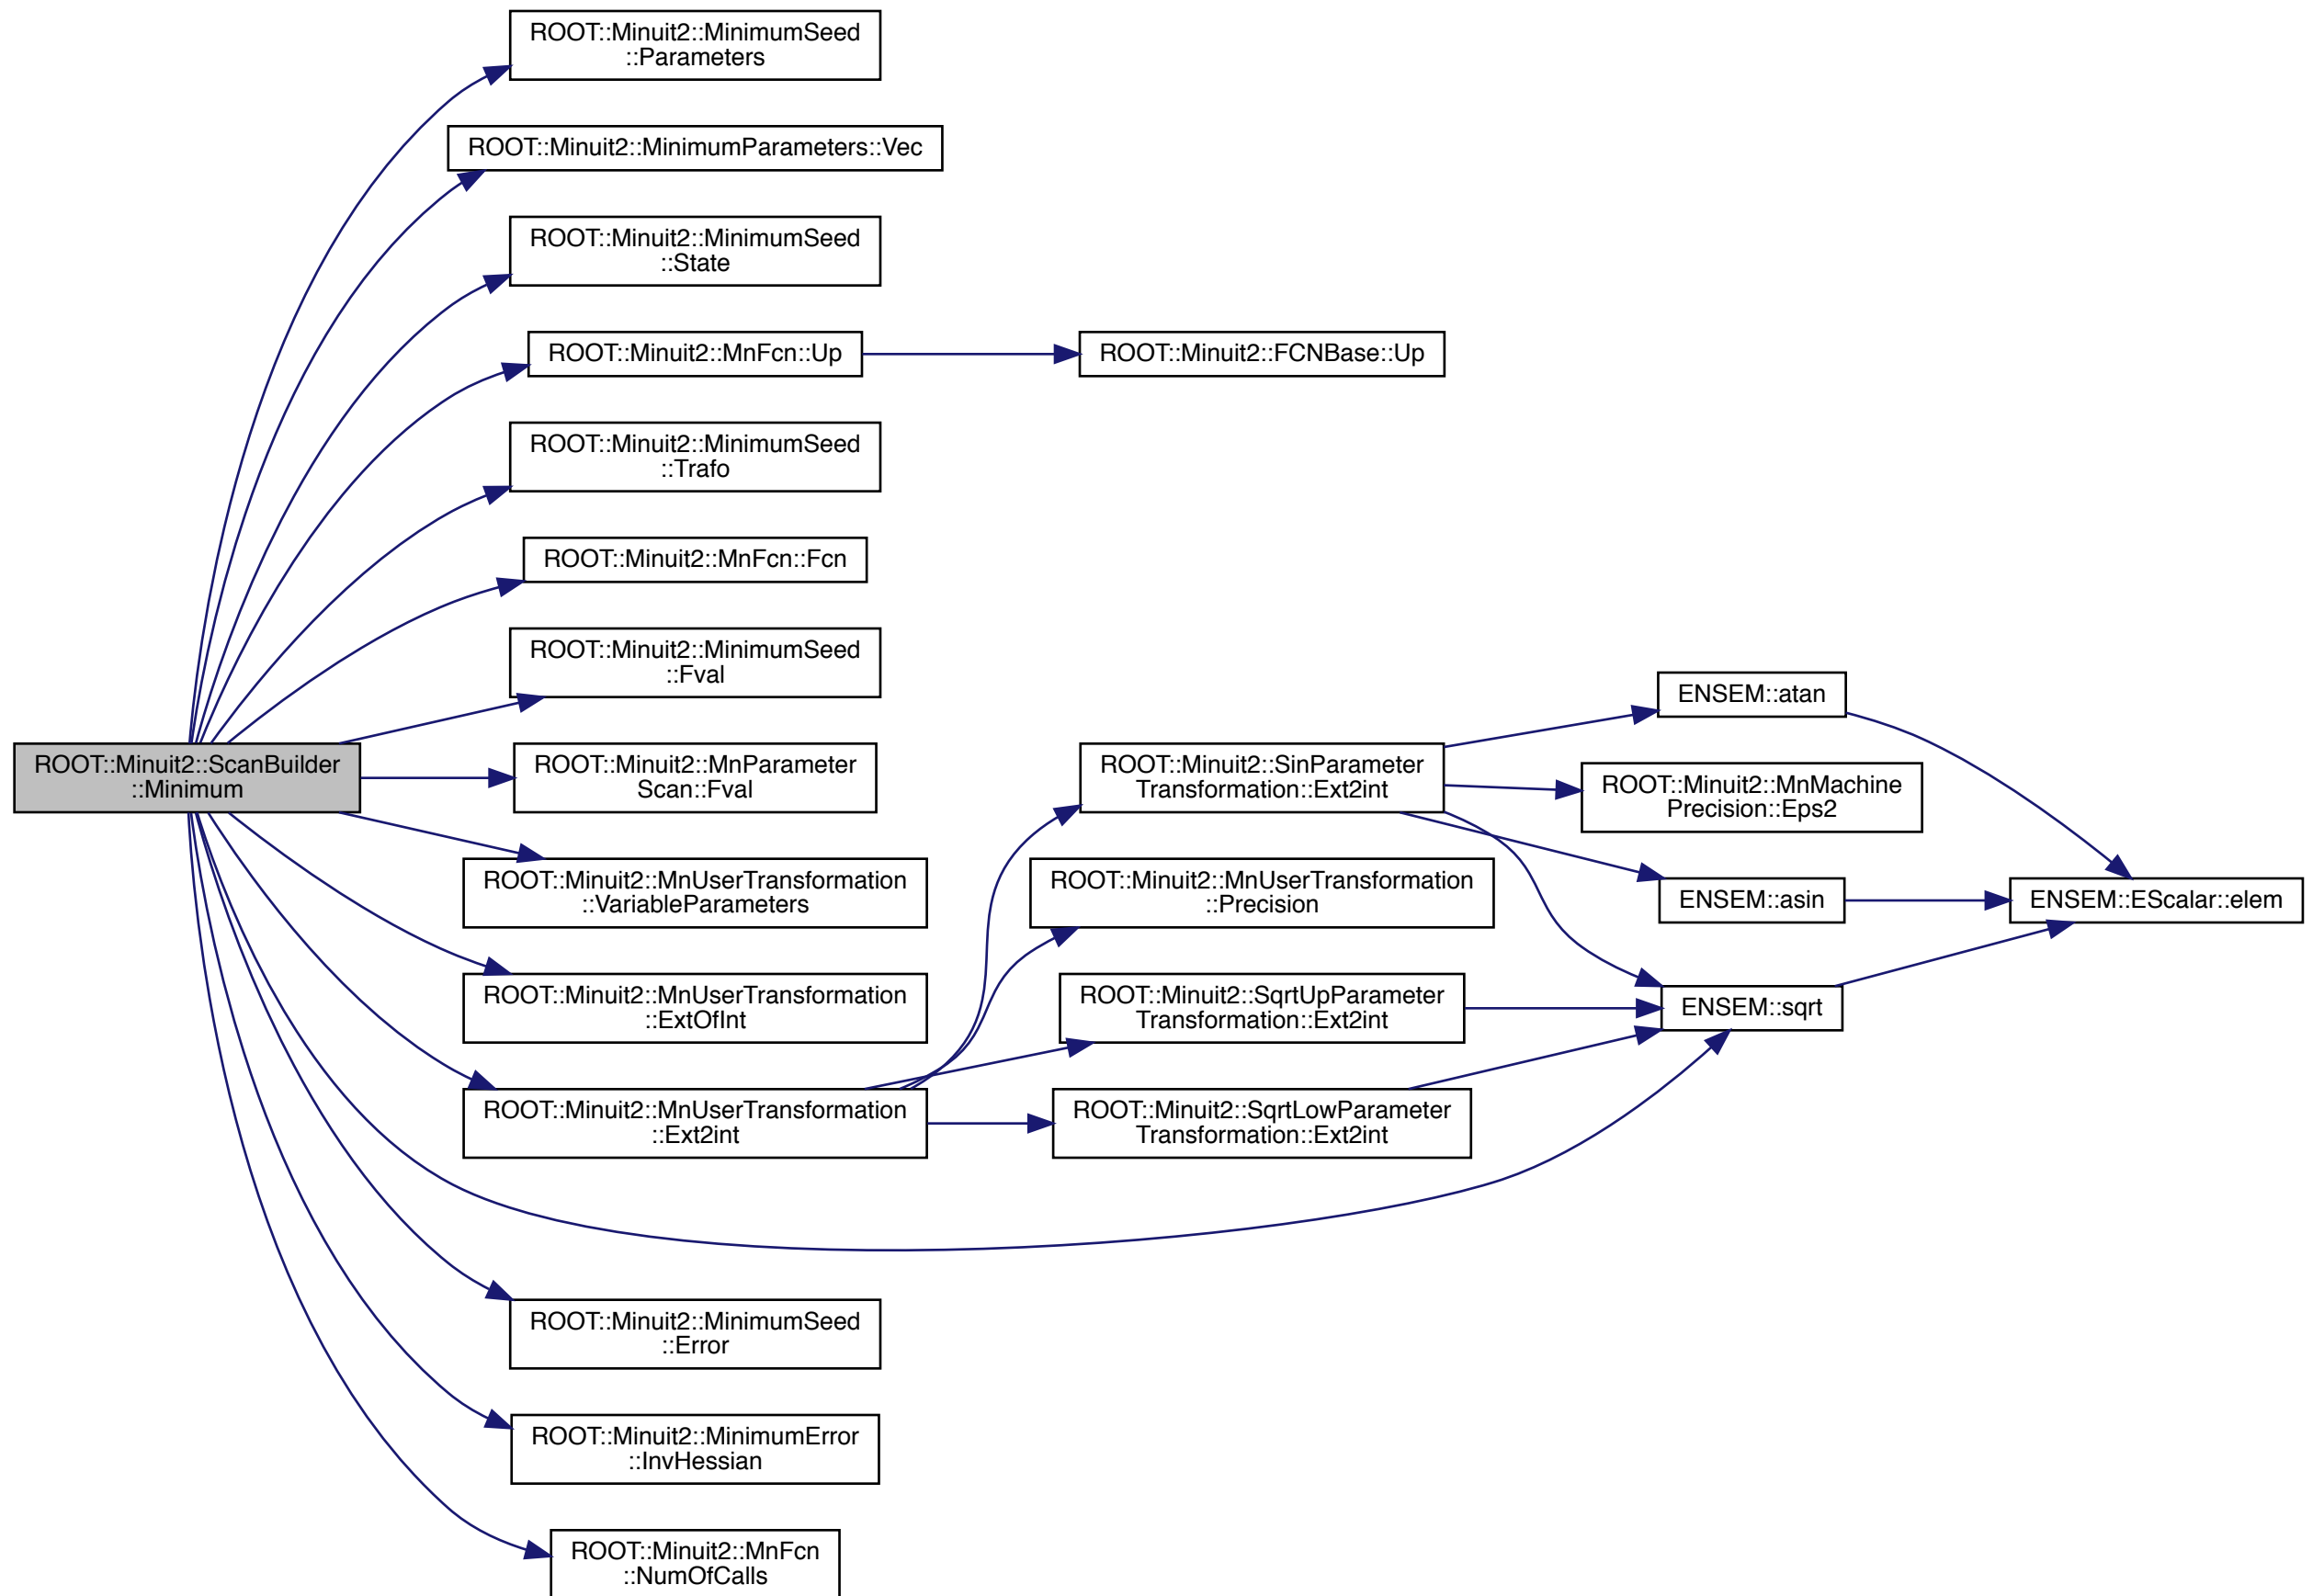 ROOT::Minuit2::MinimumSeed
::Parameters
ROOT::Minuit2::MinimumParameters::Vec
ROOT::Minuit2::MinimumSeed
::State
ROOT::Minuit2::MnFcn::Up
ROOT::Minuit2::FCNBase::Up
ROOT::Minuit2::MinimumSeed
::Trafo
ROOT::Minuit2::MnFcn::Fcn
ROOT::Minuit2::MinimumSeed
::Fval
ROOT::Minuit2::ScanBuilder
::Minimum
ROOT::Minuit2::MnParameter
Scan::Fval
ROOT::Minuit2::MnUserTransformation
::VariableParameters
ROOT::Minuit2::MnUserTransformation
::ExtOfInt
ROOT::Minuit2::MnUserTransformation
::Ext2int
ROOT::Minuit2::SinParameter
Transformation::Ext2int
ROOT::Minuit2::MnUserTransformation
::Precision
ROOT::Minuit2::SqrtUpParameter
Transformation::Ext2int
ROOT::Minuit2::SqrtLowParameter
Transformation::Ext2int
ENSEM::atan
ROOT::Minuit2::MnMachine
Precision::Eps2
ENSEM::asin
ENSEM::sqrt
ENSEM::EScalar::elem
ROOT::Minuit2::MinimumSeed
::Error
ROOT::Minuit2::MinimumError
::InvHessian
ROOT::Minuit2::MnFcn
::NumOfCalls